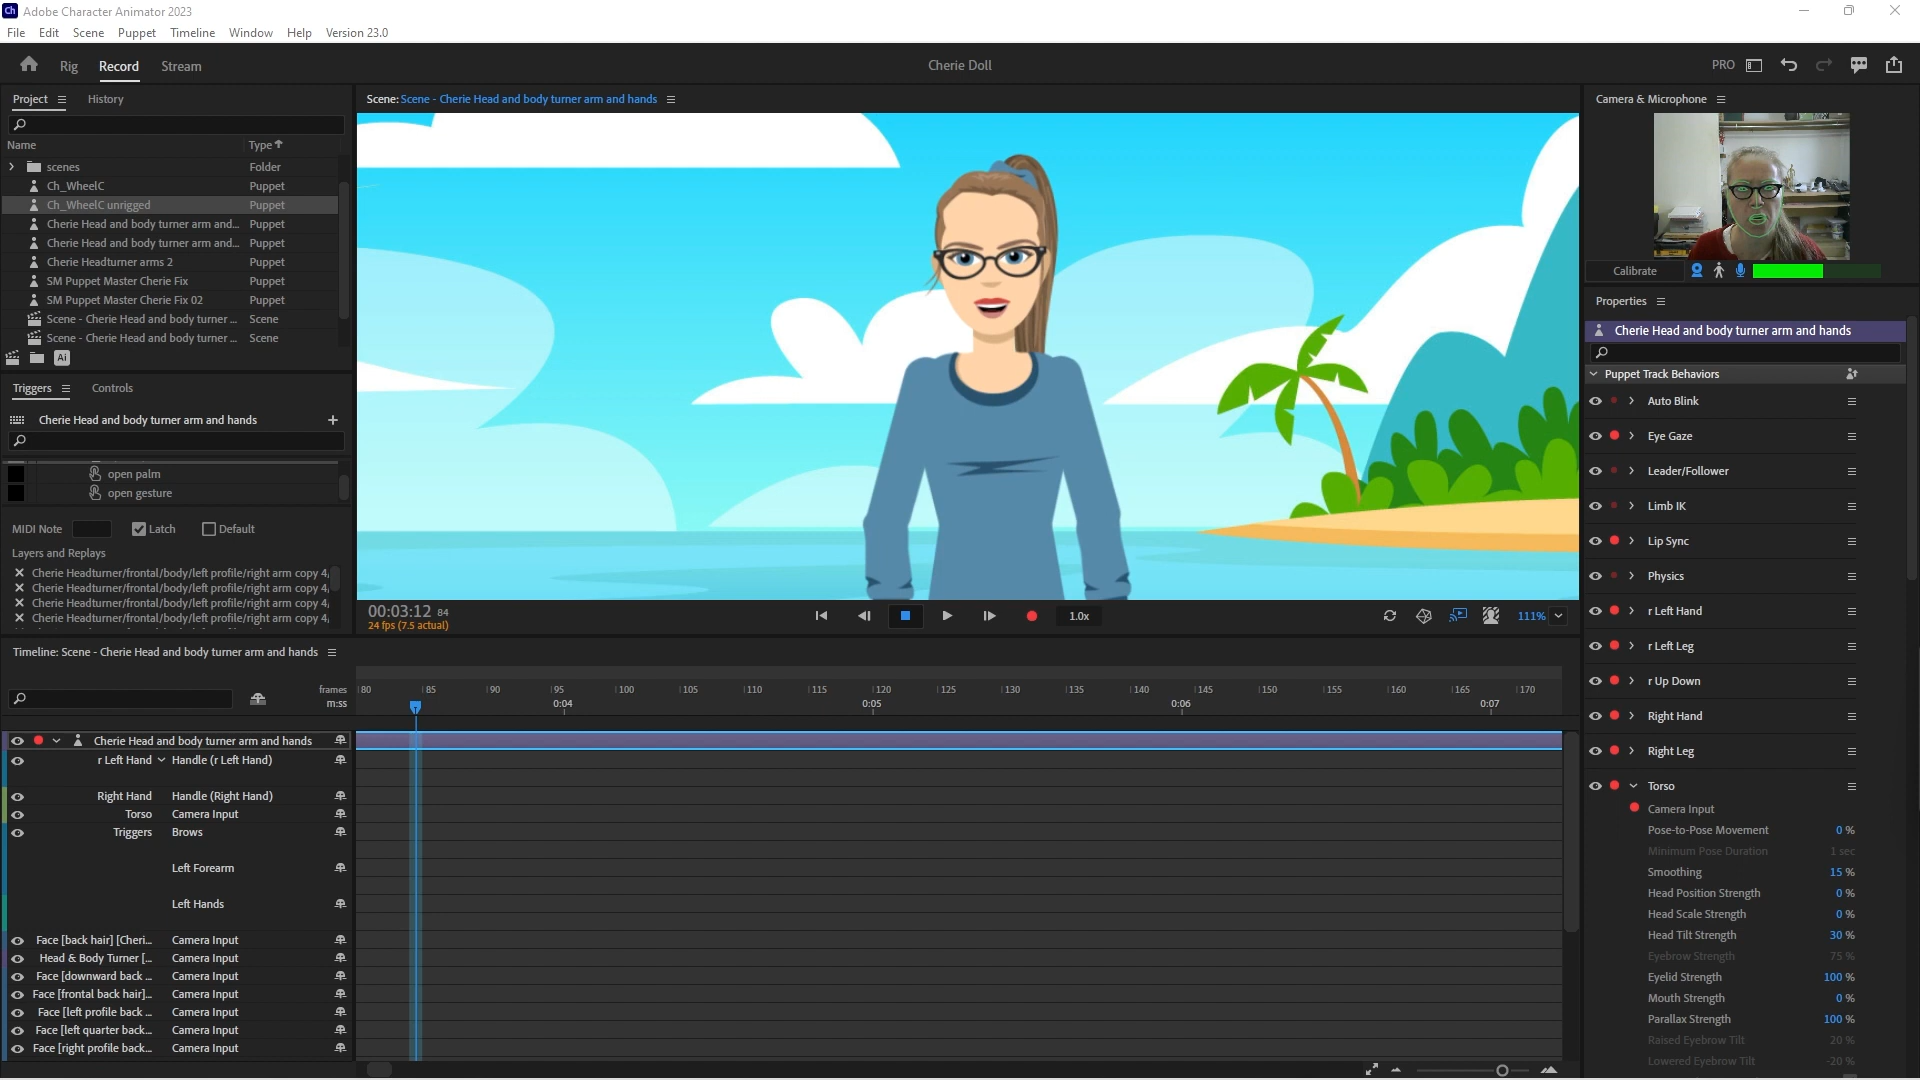 Ch Adobe Character Animator 2023
File Edit Scene Puppet Timeline Window Help Version 23.0
Rig Record Stream
Cherie Doll
PRO
Project History
Name Type
scenes Folder
Ch_WheelC Puppet
Ch_WheelC unrigged Puppet
Cherie Head and body turner arm and... Puppet
Cherie Head and body turner arm and... Puppet
Cherie Headturner arms 2 Puppet
SM Puppet Master Cherie Fix Puppet
SM Puppet Master Cherie Fix 02 Puppet
Scene - Cherie Head and body turner ... Scene
Scene - Cherie Head and body turner ... Scene
Ai
Triggers Controls
Cherie Head and body turner arm and hands
open palm
open gesture
MIDI Note Latch Default
Layers and Replays
Cherie Headturner/frontal/body/left profile/right arm copy 4/
Cherie Headturner/frontal/body/left profile/right arm copy 4/
Cherie Headturner/frontal/body/left profile/right arm copy 4/
Cherie Headturner/frontal/body/left profile/right arm copy 4/
Scene: Scene - Cherie Head and body turner arm and hands
00:03:12 84
24 fps (7.5 actual)
1.0x
111%
Camera & Microphone
Calibrate
Properties
Cherie Head and body turner arm and hands
Puppet Track Behaviors
Auto Blink
Eye Gaze
Leader/Follower
Limb IK
Lip Sync
Physics
r Left Hand
r Left Leg
r Up Down
Right Hand
Right Leg
Torso
Camera Input
Pose-to-Pose Movement 0 %
Minimum Pose Duration 1 sec
Smoothing 15 %
Head Position Strength 0 %
Head Scale Strength 0 %
Head Tilt Strength 30 %
Eyebrow Strength 75 %
Eyelid Strength 100 %
Mouth Strength 0 %
Parallax Strength 100 %
Raised Eyebrow Tilt 20 %
Lowered Eyebrow Tilt -20 %
Timeline: Scene - Cherie Head and body turner arm and hands
frames 80 85 90 95 100 105 110 115 120 125 130 135 140 145 150 155 160 165 170
m:ss 0:04 0:05 0:06 0:07
Cherie Head and body turner arm and hands
r Left Hand Handle (r Left Hand)
Right Hand Handle (Right Hand)
Torso Camera Input
Triggers Brows
Left Forearm
Left Hands
Face [back hair] [Cheri... Camera Input
Head & Body Turner [... Camera Input
Face [downward back ... Camera Input
Face [frontal back hair]... Camera Input
Face [left profile back ... Camera Input
Face [left quarter back... Camera Input
Face [right profile back... Camera Input